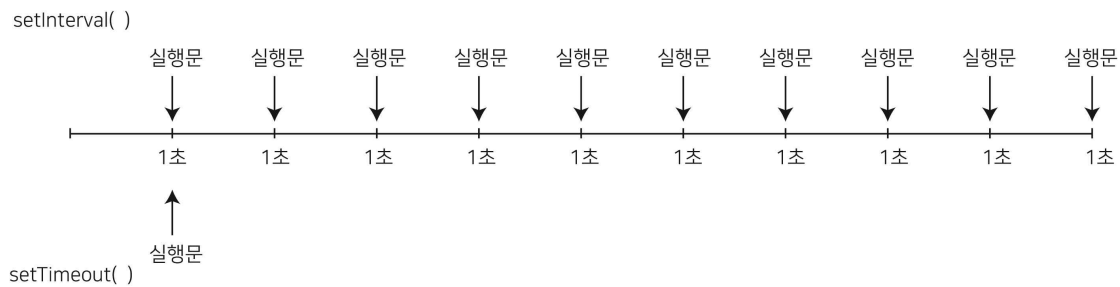 setInterval( )
실행문 실행문 실행문 실행문 실행문 실행문 실행문 실행문 실행문 실행문
1초 1초 1초 1초 1초 1초 1초 1초 1초 1초
실행문
setTimeout( )